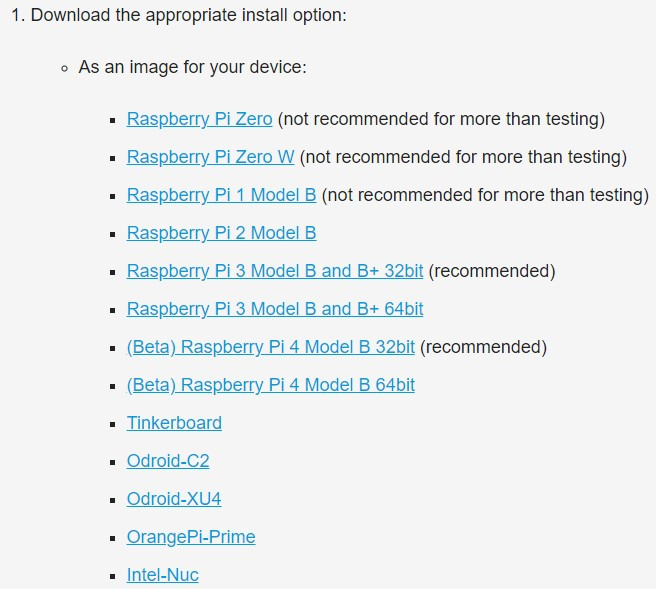 1. Download the appropriate install option:
As an image for your device:
Raspberry Pi Zero (not recommended for more than testing)
Raspberry Pi Zero W (not recommended for more than testing)
Raspberry Pi 1 Model B (not recommended for more than testing)
Raspberry Pi 2 Model B
Raspberry Pi 3 Model B and B+ 32bit (recommended)
Raspberry Pi 3 Model B and B+ 64bit
(Beta) Raspberry Pi 4 Model B 32bit (recommended)
(Beta) Raspberry Pi 4 Model B 64bit
Tinkerboard
Odroid-C2
Odroid-XU4
OrangePi-Prime
Intel-Nuc